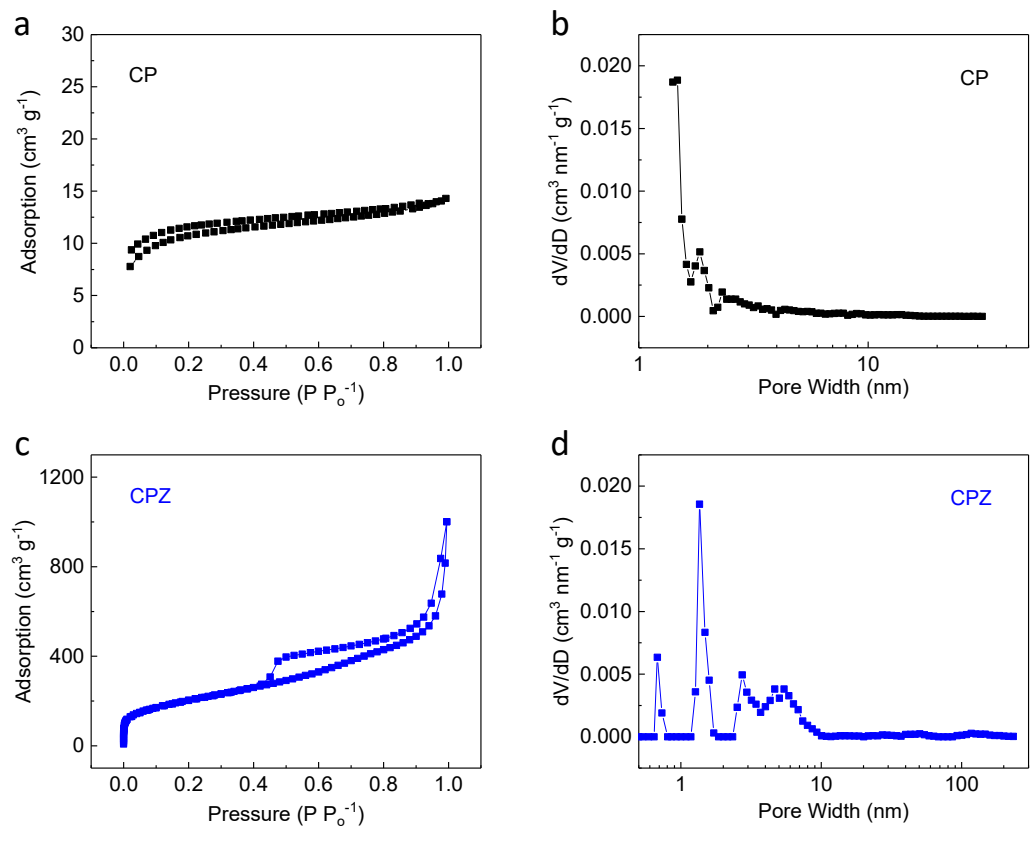 a
30
25
20
15
10
5
0
Adsorption (cm³ g⁻¹)
CP
0.0 0.2 0.4 0.6 0.8 1.0
Pressure (P Pₒ⁻¹)
b
0.020
0.015
0.010
0.005
0.000
dV/dD (cm³ nm⁻¹ g⁻¹)
CP
1 10
Pore Width (nm)
c
1200
800
400
0
Adsorption (cm³ g⁻¹)
CPZ
0.0 0.2 0.4 0.6 0.8 1.0
Pressure (P Pₒ⁻¹)
d
0.020
0.015
0.010
0.005
0.000
dV/dD (cm³ nm⁻¹ g⁻¹)
CPZ
1 10 100
Pore Width (nm)